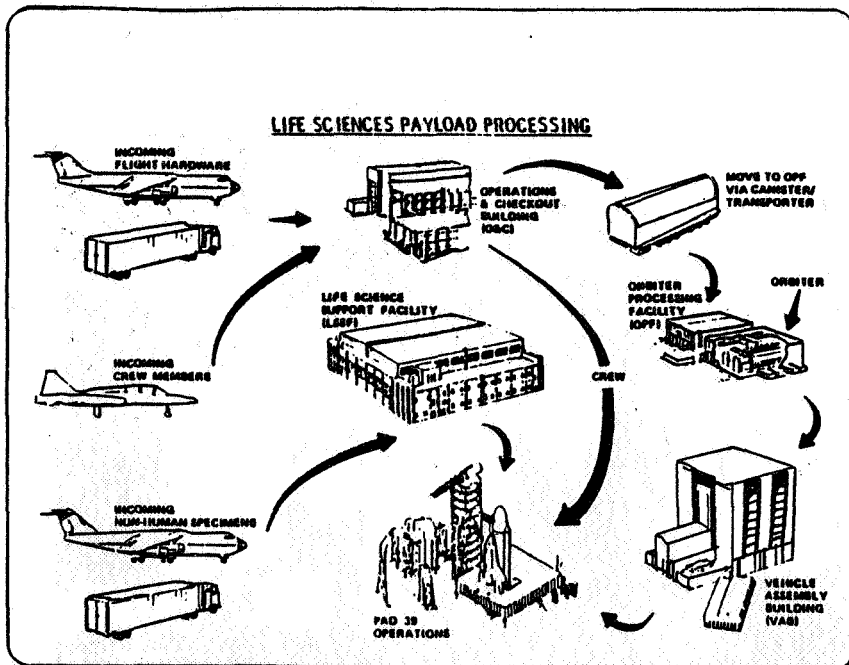 LIFE SCIENCES PAYLOAD PROCESSING
INCOMING
FLIGHT HARDWARE
OPERATIONS
& CHECKOUT
BUILDING
(O&C)
MOVE TO OPF
VIA CANISTER/
TRANSPORTER
LIFE SCIENCE
SUPPORT FACILITY
(LSSF)
ORBITER
PROCESSING
FACILITY
(OPF)
ORBITER
INCOMING
CREW MEMBERS
CREW
INCOMING
NON-HUMAN SPECIMENS
PAD 39
OPERATIONS
VEHICLE
ASSEMBLY
BUILDING
(VAB)